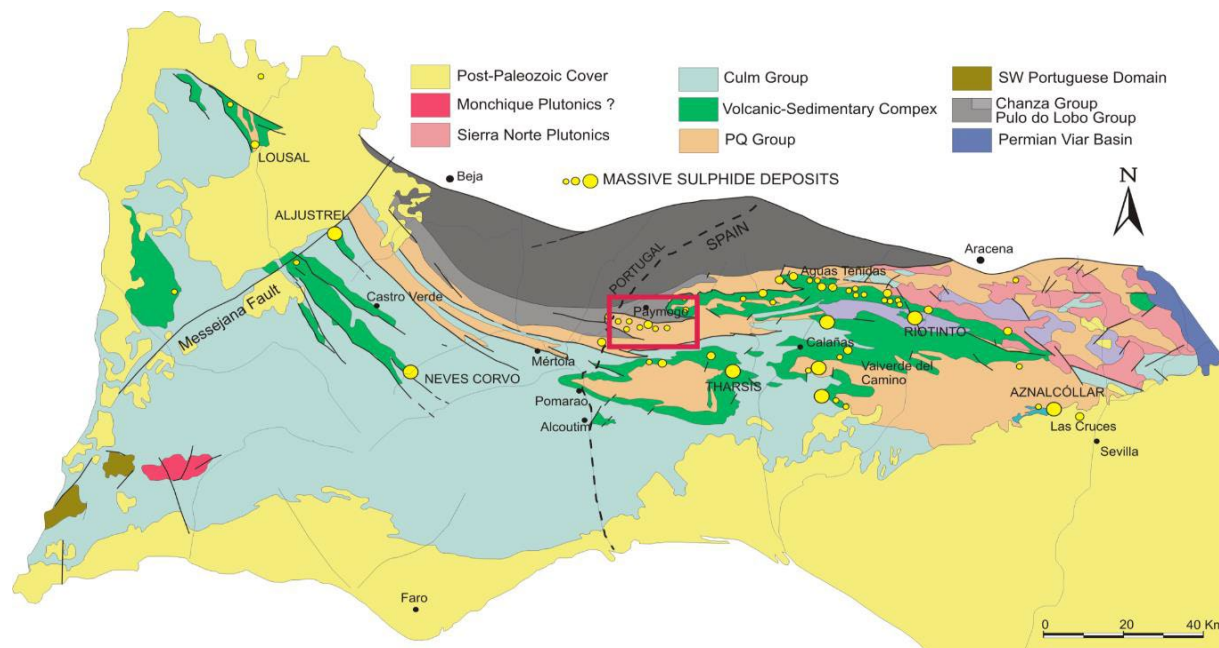 Post-Paleozoic Cover
Monchique Plutonics ?
Sierra Norte Plutonics
Culm Group
Volcanic-Sedimentary Compex
PQ Group
SW Portuguese Domain
Chanza Group
Pulo do Lobo Group
Permian Viar Basin
MASSIVE SULPHIDE DEPOSITS
N
LOUSAL
Beja
ALJUSTREL
PORTUGAL
SPAIN
Aracena
Aguas Teñidas
Messejana Fault
Castro Verde
Paymogo
RIOTINTO
Calañas
Mértola
NEVES CORVO
THARSIS
Valverde del
Camino
Pomarao
AZNALCÓLLAR
Alcoutim
Las Cruces
Sevilla
Faro
0 20 40 Km